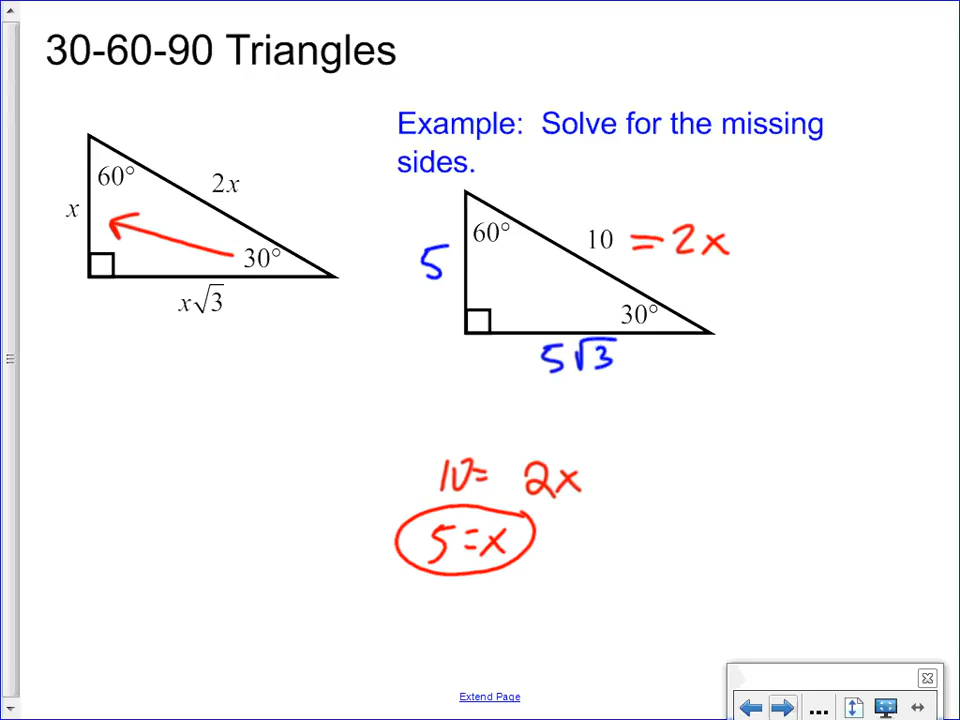 30-60-90 Triangles
Example: Solve for the missing
sides.
60°
2x
x
30°
x√3
60°
10 = 2x
5
30°
5√3
10 = 2x
5 = x
Extend Page
...